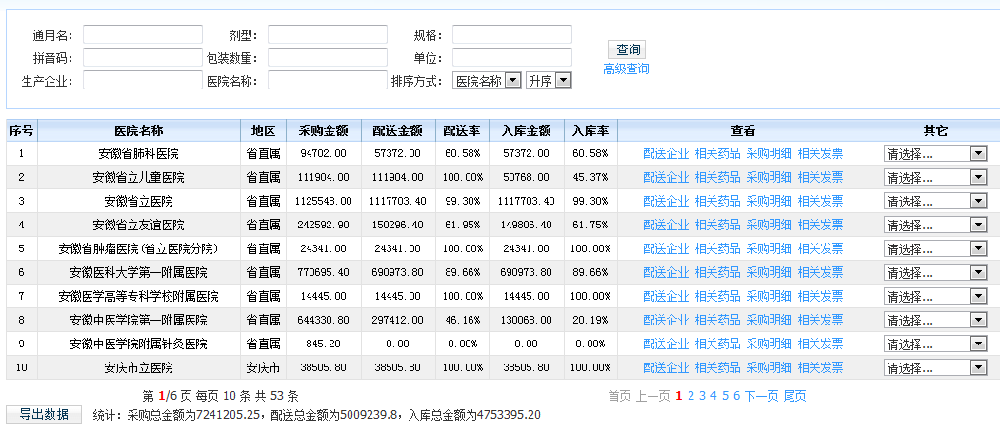 通用名： 剂型： 规格：
拼音码： 包装数量： 单位： 查询
高级查询
生产企业： 医院名称： 排序方式： 医院名称 升序
序号 医院名称 地区 采购金额 配送金额 配送率 入库金额 入库率 查看 其它
1 安徽省肺科医院 省直属 94702.00 57372.00 60.58% 57372.00 60.58% 配送企业 相关药品 采购明细 相关发票 请选择...
2 安徽省立儿童医院 省直属 111904.00 111904.00 100.00% 50768.00 45.37% 配送企业 相关药品 采购明细 相关发票 请选择...
3 安徽省立医院 省直属 1125548.00 1117703.40 99.30% 1117703.40 99.30% 配送企业 相关药品 采购明细 相关发票 请选择...
4 安徽省立友谊医院 省直属 242592.90 150296.40 61.95% 149806.40 61.75% 配送企业 相关药品 采购明细 相关发票 请选择...
5 安徽省肿瘤医院(省立医院分院) 省直属 24341.00 24341.00 100.00% 24341.00 100.00% 配送企业 相关药品 采购明细 相关发票 请选择...
6 安徽医科大学第一附属医院 省直属 770695.40 690973.80 89.66% 690973.80 89.66% 配送企业 相关药品 采购明细 相关发票 请选择...
7 安徽医学高等专科学校附属医院 省直属 14445.00 14445.00 100.00% 14445.00 100.00% 配送企业 相关药品 采购明细 相关发票 请选择...
8 安徽中医学院第一附属医院 省直属 644330.80 297412.00 46.16% 130068.00 20.19% 配送企业 相关药品 采购明细 相关发票 请选择...
9 安徽中医学院附属针灸医院 省直属 845.20 0.00 0.00% 0.00 0.00% 配送企业 相关药品 采购明细 相关发票 请选择...
10 安庆市立医院 安庆市 38505.80 38505.80 100.00% 38505.80 100.00% 配送企业 相关药品 采购明细 相关发票 请选择...
第 1/6 页 每页 10 条 共 53 条 首页 上一页 1 2 3 4 5 6 下一页 尾页
导出数据 统计：采购总金额为7241205.25，配送总金额为5009239.8，入库总金额为4753395.20